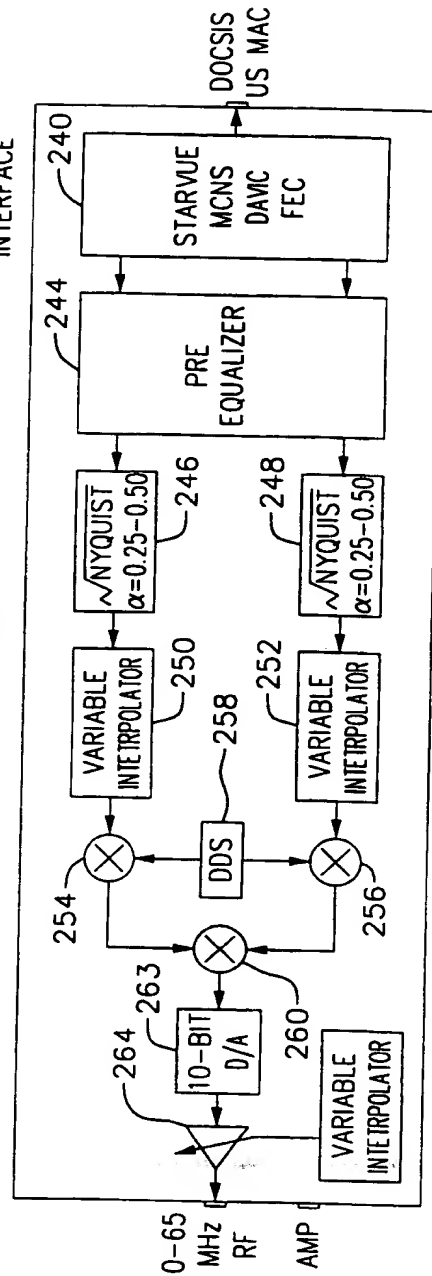 INTERFACE
DOCSIS
US MAC
240
STARVUE
MCNS
DAVIC
FEC
244
PRE
EQUALIZER
246
√NYQUIST
α=0.25-0.50
248
√NYQUIST
α=0.25-0.50
250
VARIABLE
INTETRPOLATOR
252
VARIABLE
INTETRPOLATOR
254
258
DDS
256
260
263
10-BIT
D/A
264
VARIABLE
INTETRPOLATOR
0-65
MHz
RF
AMP